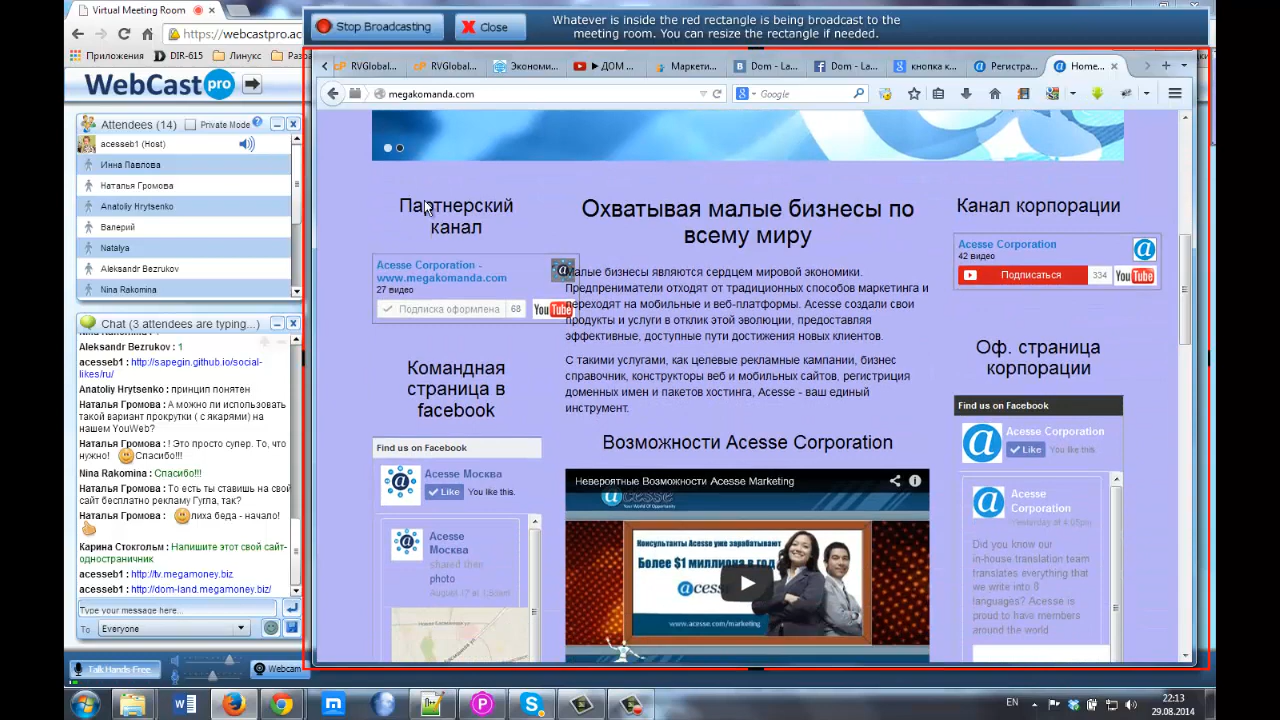 Virtual Meeting Room
https://webcastpro.ac
Приложения
DIR-615
Линукс
WebCast pro
Attendees (14)
Private Mode
acesseb1 (Host)
Инна Павлова
Наталья Громова
Anatoliy Hrytsenko
Валерий
Natalya
Aleksandr Bezrukov
Nina Rakomina
Chat (3 attendees are typing...)
Aleksandr Bezrukov : 1
acesseb1 : http://sapegin.github.io/social-
likes/ru/
Anatoliy Hrytsenko : принцип понятен
Наталья Громова : А можно ли использовать
такой вариант прокрутки ( с якарями) на
нашем YouWeb?
Наталья Громова : ! Это просто супер. То, что
нужно! Спасибо!!!
Nina Rakomina : Спасибо!!!
Наталья Громова : То есть ты ставишь на свой
сайт бесплатно рекламу Гугла, так?
Наталья Громова : лиха беда - начало!
Карина Стокгольм : Напишите этот свой сайт-
одностраничник
acesseb1 : http://tv.megamoney.biz
acesseb1 : http://dom-land.megamoney.biz/
Type your message here...
To Everyone
Talk Hands-Free
Webcam
Stop Broadcasting
Close
Whatever is inside the red rectangle is being broadcast to the
meeting room. You can resize the rectangle if needed.
RVGlobal...
RVGlobal...
Экономи...
ДОМ ...
Маркети...
Dom - La...
Dom - La...
кнопка к...
Регистра...
Home...
megakomanda.com
Google
Партнерский
канал
Acesse Corporation -
www.megakomanda.com
27 видео
Подписка оформлена
68
YouTube
Командная
страница в
facebook
Find us on Facebook
Acesse Москва
Like
You like this.
Acesse
Москва
shared their
photo
Охватывая малые бизнесы по
всему миру
Малые бизнесы являются сердцем мировой экономики.
Предприниматели отходят от традиционных способов маркетинга и
переходят на мобильные и веб-платформы. Acesse создали свои
продукты и услуги в отклик этой эволюции, предоставляя
эффективные, доступные пути достижения новых клиентов.
С такими услугами, как целевые рекламные кампании, бизнес
справочник, конструкторы веб и мобильных сайтов, регистриция
доменных имен и пакетов хостинга, Acesse - ваш единый
инструмент.
Возможности Acesse Corporation
Невероятные Возможности Acesse Marketing
acesse
Your World Of Opportunity
Консультанты Acesse уже зарабатывают
Более $1 миллиона в год
acesse
www.acesse.com/marketing
Канал корпорации
Acesse Corporation
42 видео
Подписаться
334
YouTube
Оф. страница
корпорации
Find us on Facebook
Acesse Corporation
Like
You like this
Acesse
Corporation
Yesterday at 4:05pm
Did you know our
in-house translation team
translates everything that
we write into 8
languages? Acesse is
proud to have members
around the world
EN
22:13
29.08.2014